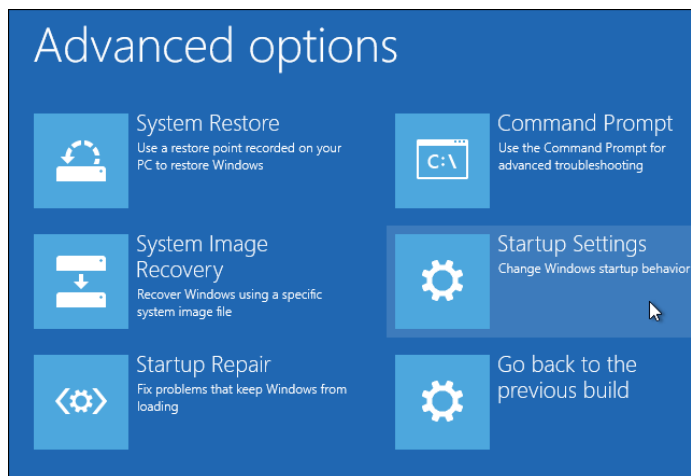 Advanced options
System Restore
Use a restore point recorded on your
PC to restore Windows
Command Prompt
Use the Command Prompt for
advanced troubleshooting
C:\
System Image
Recovery
Recover Windows using a specific
system image file
Startup Settings
Change Windows startup behavior
Startup Repair
Fix problems that keep Windows from
loading
Go back to the
previous build